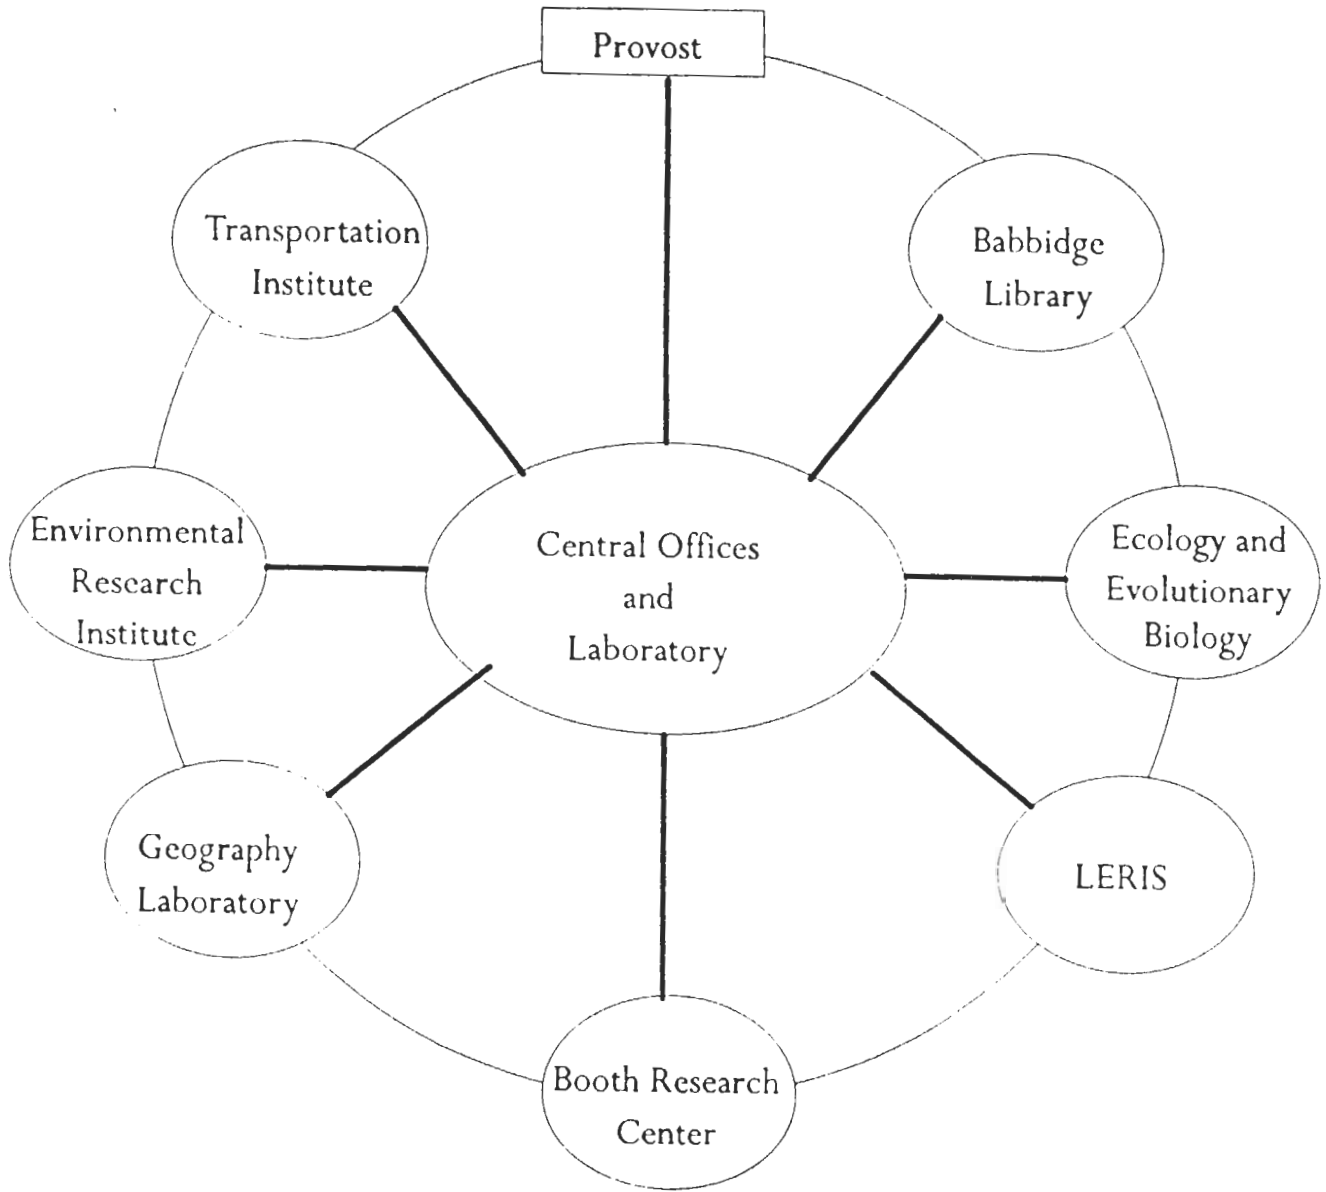 Provost
Transportation
Institute
Babbidge
Library
Environmental
Research
Institute
Central Offices
and
Laboratory
Ecology and
Evolutionary
Biology
Geography
Laboratory
LERIS
Booth Research
Center